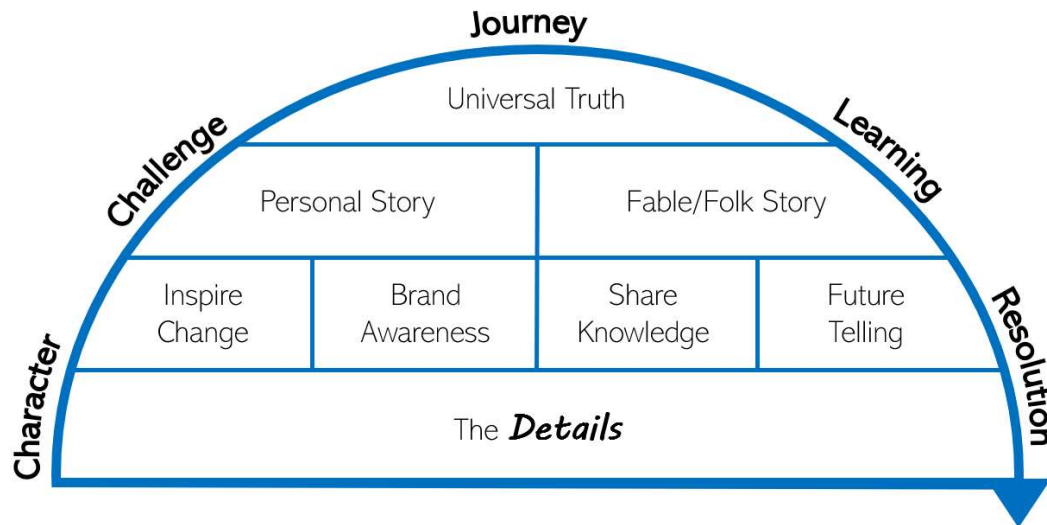 Journey
Challenge
Learning
Character
Resolution
Universal Truth
Personal Story
Fable/Folk Story
Inspire
Change
Brand
Awareness
Share
Knowledge
Future
Telling
The Details